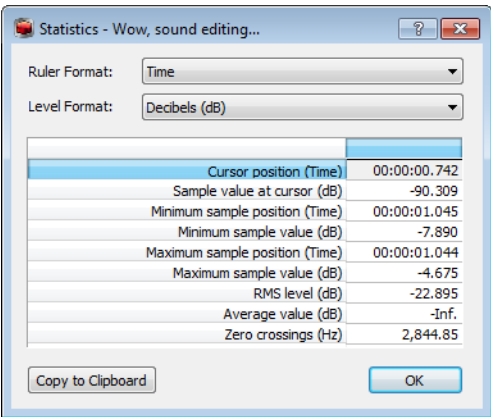 Statistics - Wow, sound editing...
Ruler Format: Time
Level Format: Decibels (dB)
Cursor position (Time) 00:00:00.742
Sample value at cursor (dB) -90.309
Minimum sample position (Time) 00:00:01.045
Minimum sample value (dB) -7.890
Maximum sample position (Time) 00:00:01.044
Maximum sample value (dB) -4.675
RMS level (dB) -22.895
Average value (dB) -Inf.
Zero crossings (Hz) 2,844.85
Copy to Clipboard OK